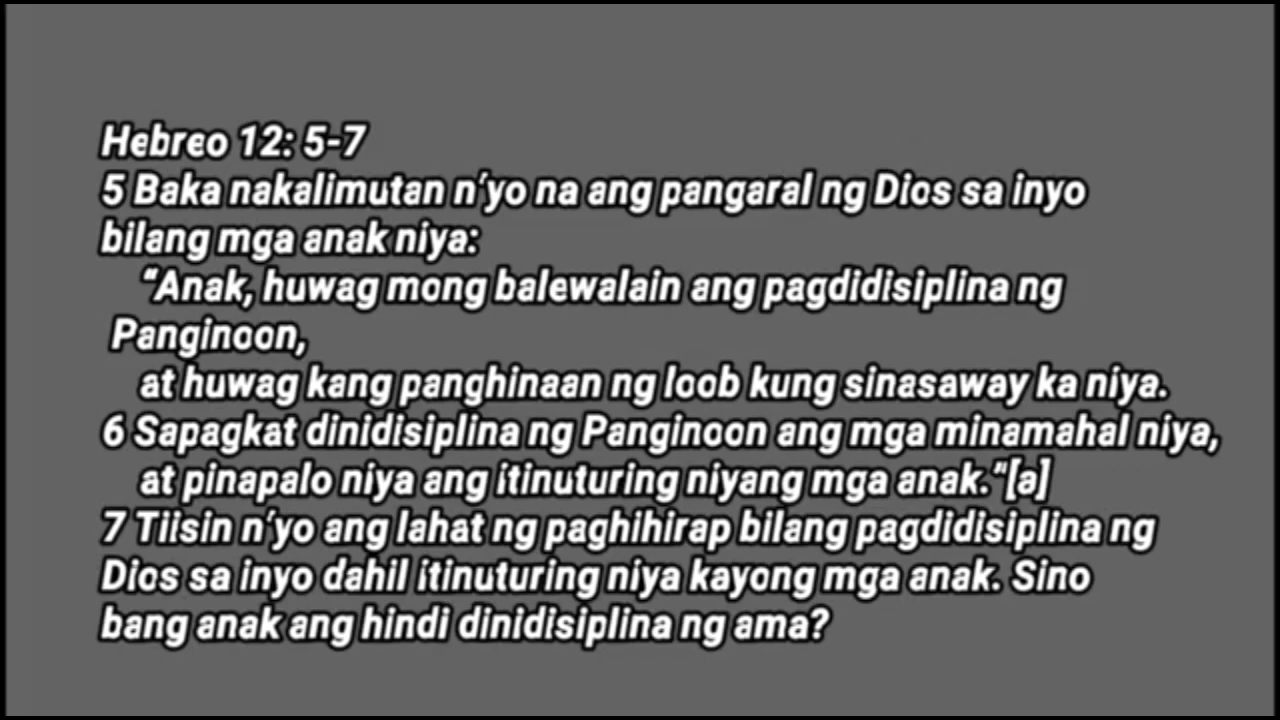 Hebreo 12: 5-7
5 Baka nakalimutan n'yo na ang pangaral ng Dios sa inyo
bilang mga anak niya:
“Anak, huwag mong balewalain ang pagdidisiplina ng
Panginoon,
at huwag kang panghinaan ng loob kung sinasaway ka niya.
6 Sapagkat dinidisiplina ng Panginoon ang mga minamahal niya,
at pinapalo niya ang itinuturing niyang mga anak.”[a]
7 Tiisin n'yo ang lahat ng paghihirap bilang pagdidisiplina ng
Dios sa inyo dahil itinuturing niya kayong mga anak. Sino
bang anak ang hindi dinidisiplina ng ama?